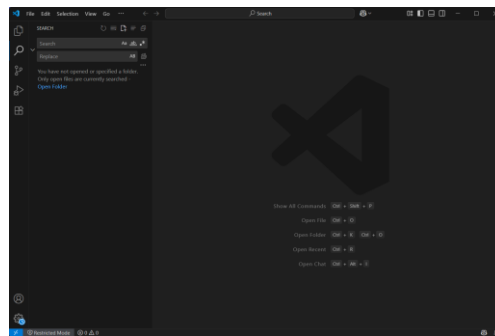 File Edit Selection View Go ...
Search
SEARCH
Search
Aa
Replace
AB
...
You have not opened or specified a folder.
Only open files are currently searched -
Open Folder
Show All Commands Ctrl + Shift + P
Open File Ctrl + O
Open Folder Ctrl + K Ctrl + O
Open Recent Ctrl + R
Open Chat Ctrl + Alt + I
Restricted Mode 0 0